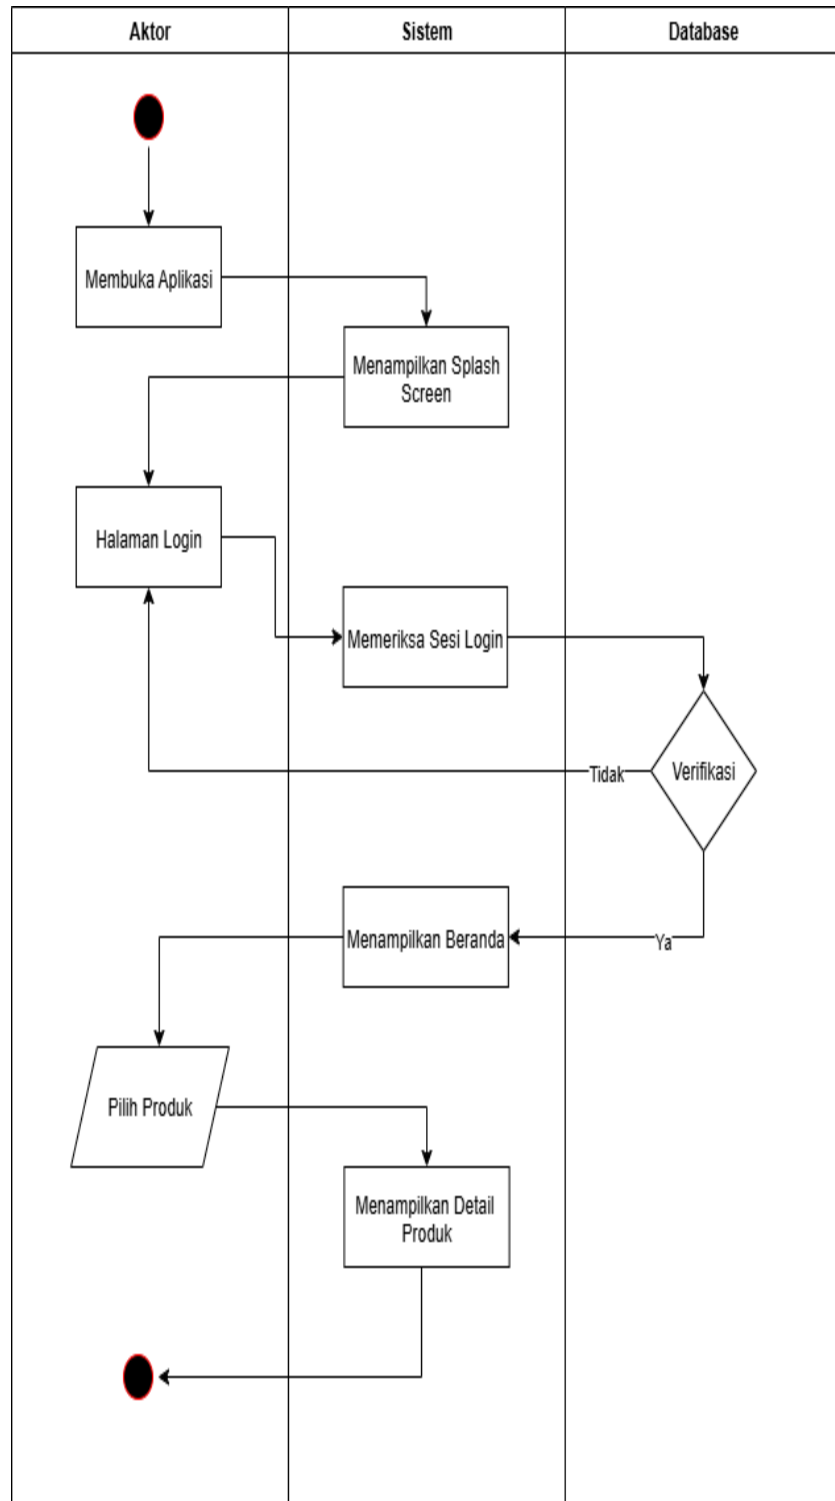 Aktor
Sistem
Database
Membuka Aplikasi
Menampilkan Splash
Screen
Halaman Login
Memeriksa Sesi Login
Verifikasi
Tidak
Menampilkan Beranda
Ya
Pilih Produk
Menampilkan Detail
Produk